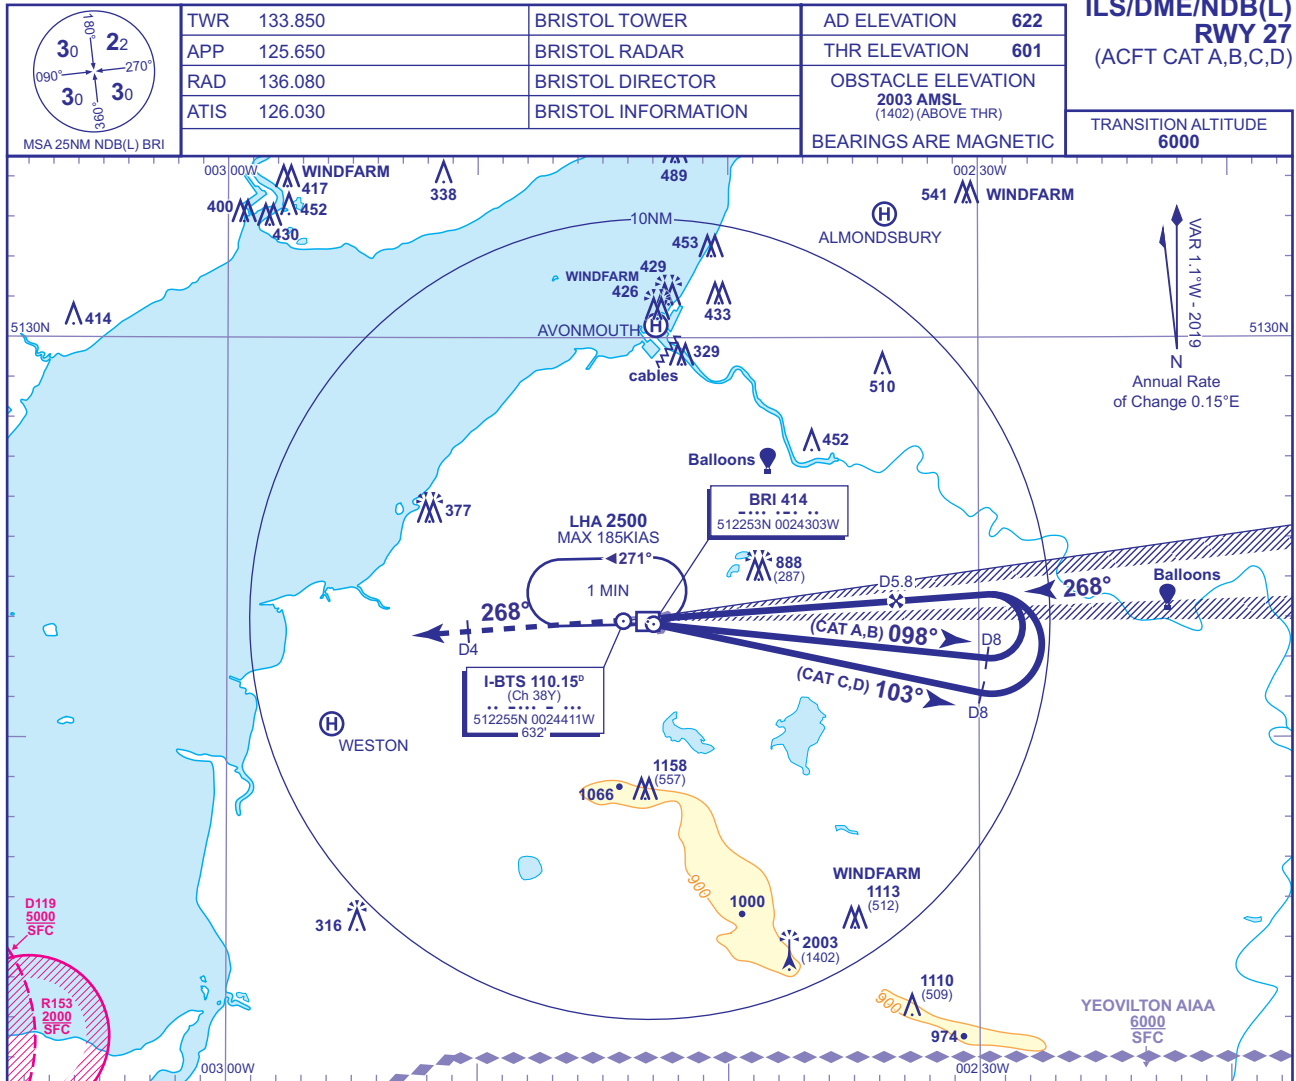 180°
30
22
090°
270°
30
30
360°
MSA 25NM NDB(L) BRI
TWR 133.850 BRISTOL TOWER
APP 125.650 BRISTOL RADAR
RAD 136.080 BRISTOL DIRECTOR
ATIS 126.030 BRISTOL INFORMATION
AD ELEVATION 622
THR ELEVATION 601
OBSTACLE ELEVATION
2003 AMSL
(1402) (ABOVE THR)
BEARINGS ARE MAGNETIC
ILS/DME/NDB(L)
RWY 27
(ACFT CAT A,B,C,D)
TRANSITION ALTITUDE
6000
003 00W
WINDFARM
417
400
452
430
338
489
002 30W
541 WINDFARM
10NM
ALMONDSBURY
H
453
429
WINDFARM
426
433
414
5130N
AVONMOUTH
H
329
cables
5130N
VAR 1.1°W - 2019
N
Annual Rate
of Change 0.15°E
510
452
Balloons
377
LHA 2500
MAX 185KIAS
BRI 414
512253N 0024303W
271°
1 MIN
888
(287)
D5.8
268°
Balloons
268°
D4
(CAT A,B) 098°
D8
(CAT C,D) 103°
D8
I-BTS 110.15D
(Ch 38Y)
512255N 0024411W
632'
H
WESTON
1158
(557)
1066
900
1000
WINDFARM
1113
(512)
2003
(1402)
316
D119
5000
SFC
R153
2000
SFC
1110
(509)
900
974
YEOVILTON AIAA
6000
SFC
003 00W
002 30W